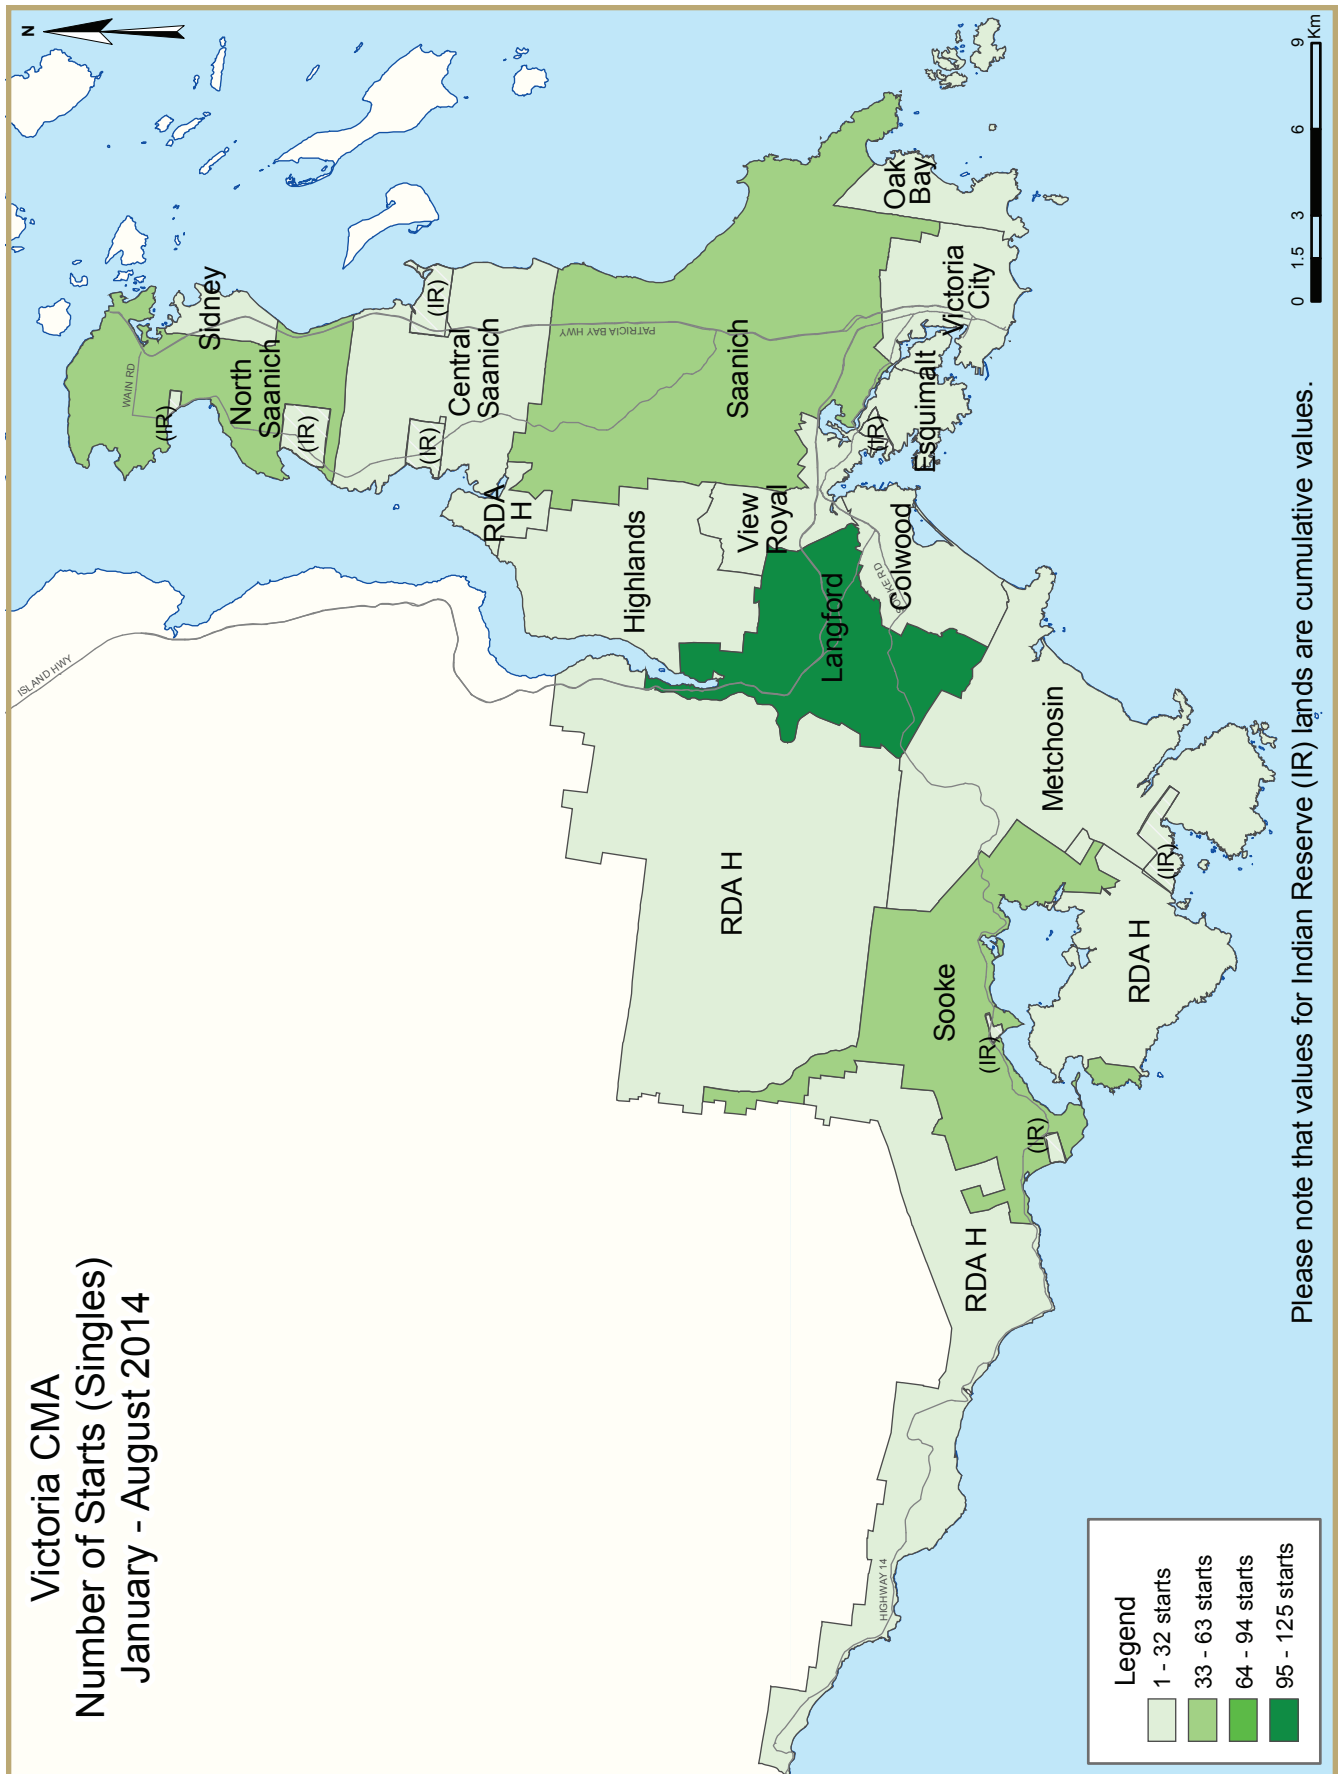 Victoria CMA
Number of Starts (Singles)
January - August 2014
N
ISLAND HWY
WAIN RD
(IR)
North
Saanich
Sidney
(IR)
(IR)
Central
Saanich
(IR)
RDA
H
PATRICIA BAY HWY
Saanich
Highlands
View
Royal
Oak
Bay
Victoria
City
Esquimalt
(IR)
Langford
Colwood
SOOKE RD
Metchosin
(IR)
RDA H
Sooke
(IR)
(IR)
RDA H
RDA H
HIGHWAY 14
Legend
1 - 32 starts
33 - 63 starts
64 - 94 starts
95 - 125 starts
Please note that values for Indian Reserve (IR) lands are cumulative values.
0 1.5 3 6 9
Km